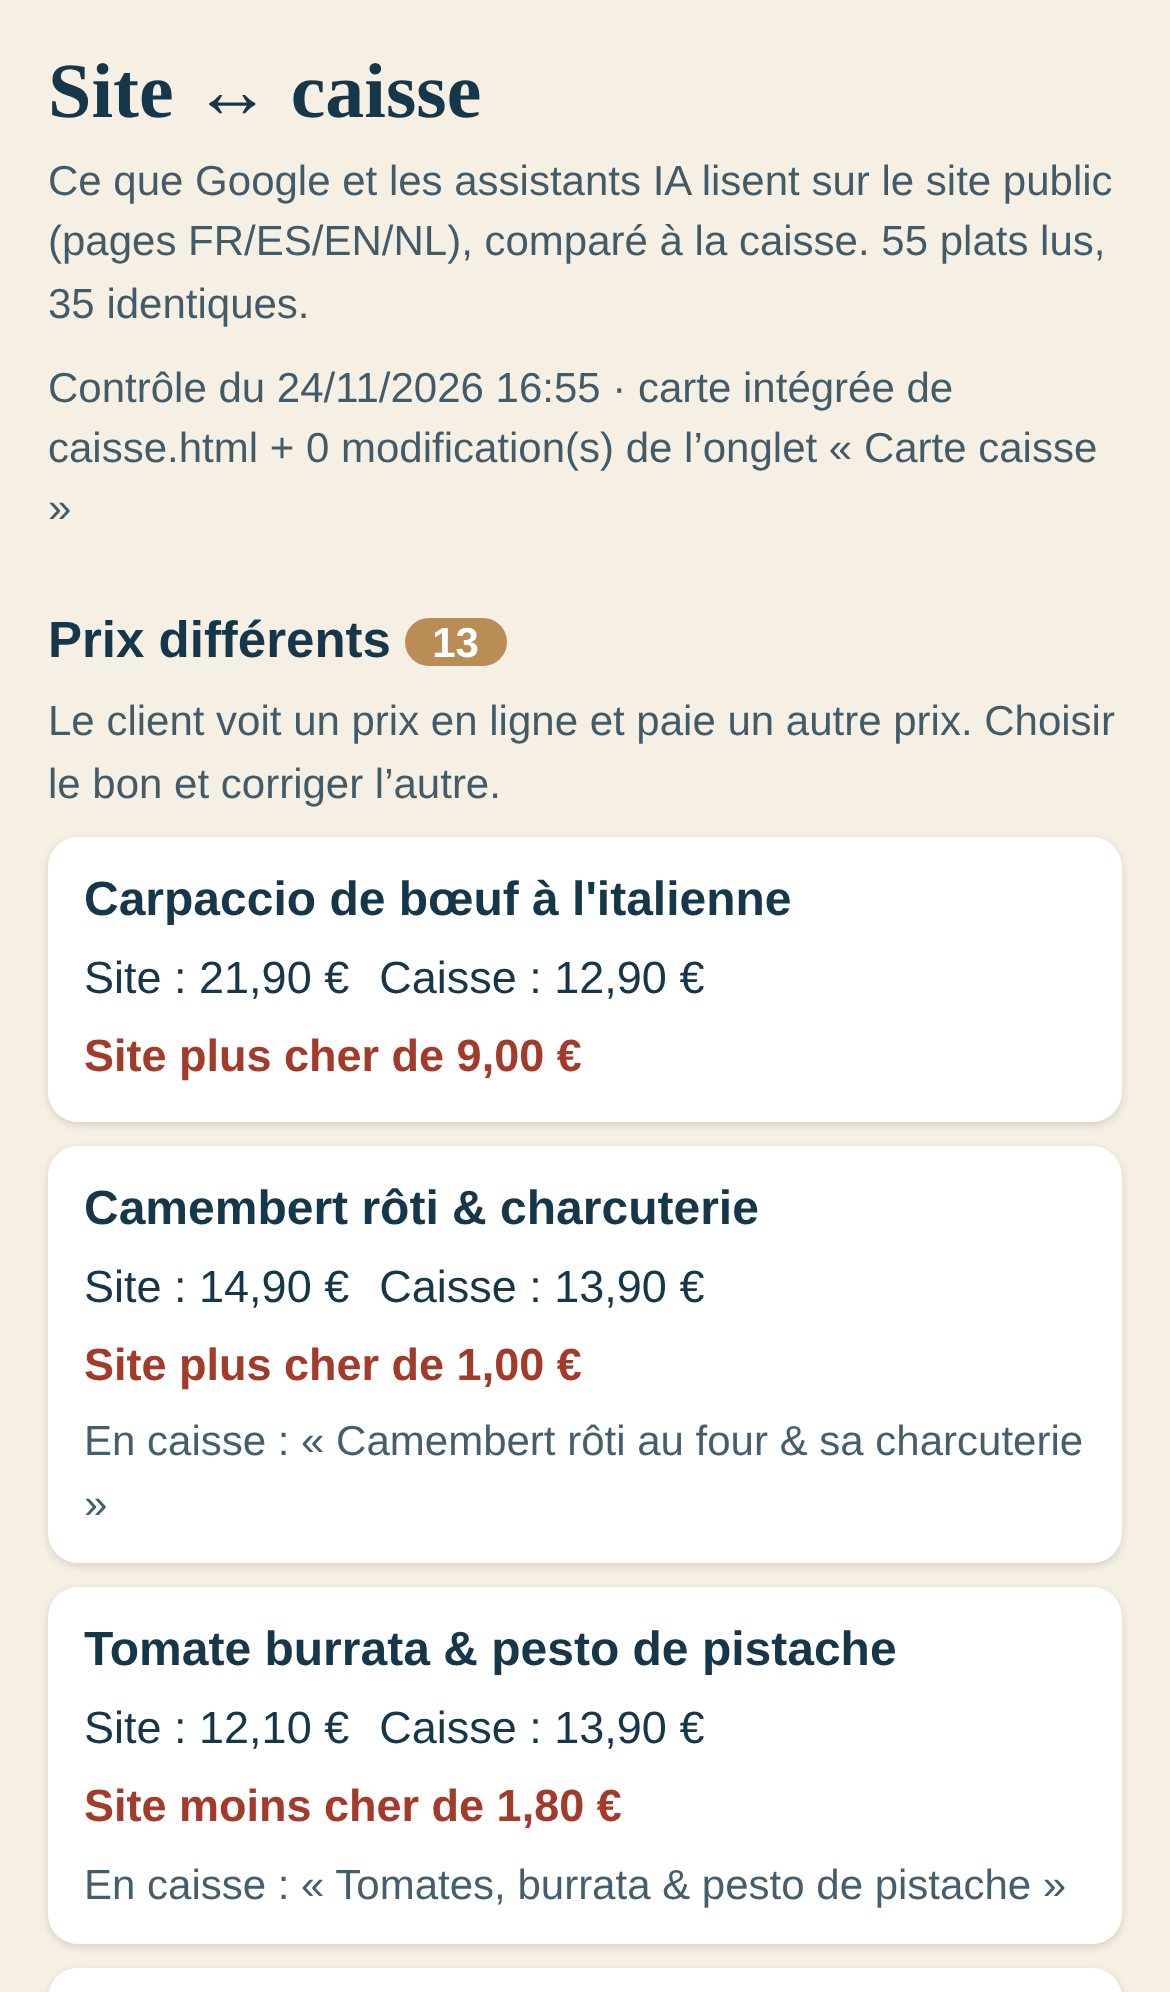 Site ↔ caisse
Ce que Google et les assistants IA lisent sur le site public
(pages FR/ES/EN/NL), comparé à la caisse. 55 plats lus,
35 identiques.
Contrôle du 24/11/2026 16:55 · carte intégrée de
caisse.html + 0 modification(s) de l’onglet « Carte caisse
»
Prix différents 13
Le client voit un prix en ligne et paie un autre prix. Choisir
le bon et corriger l’autre.
Carpaccio de bœuf à l'italienne
Site : 21,90 € Caisse : 12,90 €
Site plus cher de 9,00 €
Camembert rôti & charcuterie
Site : 14,90 € Caisse : 13,90 €
Site plus cher de 1,00 €
En caisse : « Camembert rôti au four & sa charcuterie
»
Tomate burrata & pesto de pistache
Site : 12,10 € Caisse : 13,90 €
Site moins cher de 1,80 €
En caisse : « Tomates, burrata & pesto de pistache »